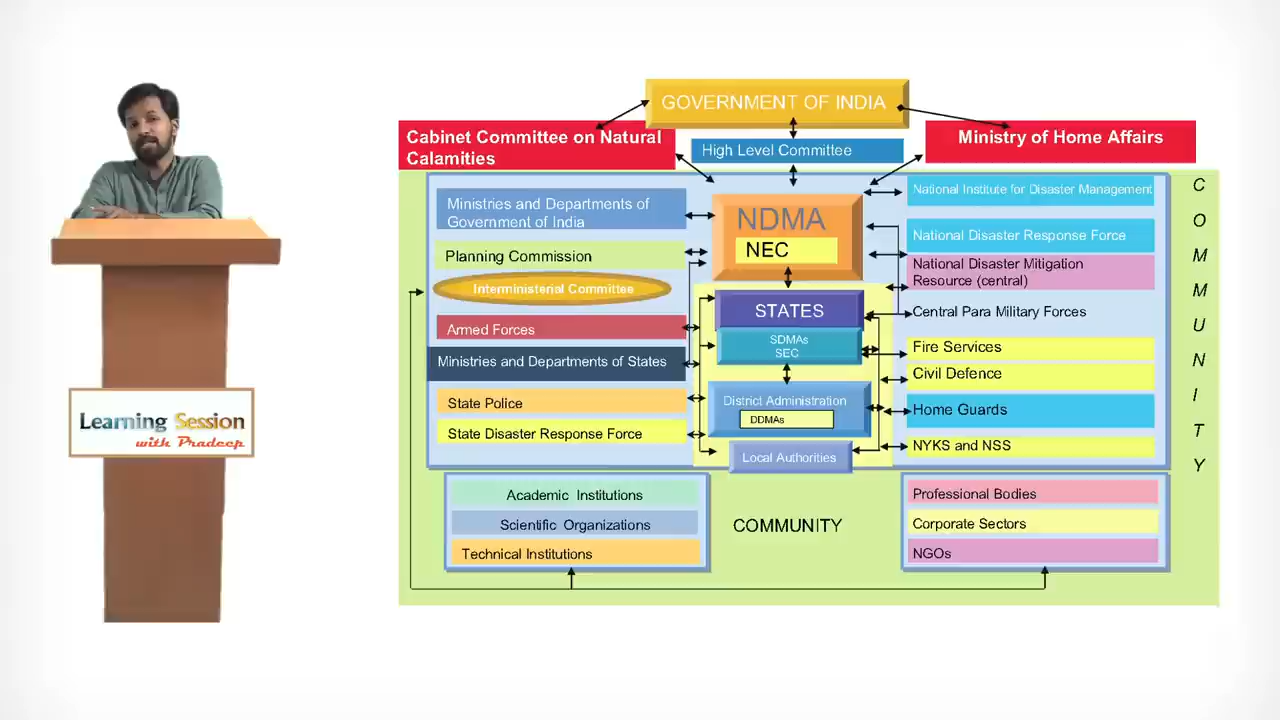 Learning Session
with Pradeep
GOVERNMENT OF INDIA
Cabinet Committee on Natural
Calamities
High Level Committee
Ministry of Home Affairs
Ministries and Departments of
Government of India
Planning Commission
Interministerial Committee
Armed Forces
Ministries and Departments of States
State Police
State Disaster Response Force
NDMA
NEC
STATES
SDMAs
SEC
District Administration
DDMAs
Local Authorities
National Institute for Disaster Management
National Disaster Response Force
National Disaster Mitigation
Resource (central)
Central Para Military Forces
Fire Services
Civil Defence
Home Guards
NYKS and NSS
C
O
M
M
U
N
I
T
Y
Academic Institutions
Scientific Organizations
Technical Institutions
COMMUNITY
Professional Bodies
Corporate Sectors
NGOs